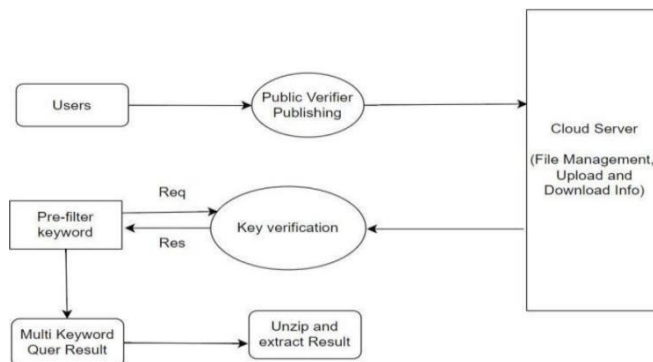 Users
Public Verifier
Publishing
Cloud Server
(File Management,
Upload and
Download Info)
Req
Pre-filter
keyword
Key verification
Res
Multi Keyword
Quer Result
Unzip and
extract Result